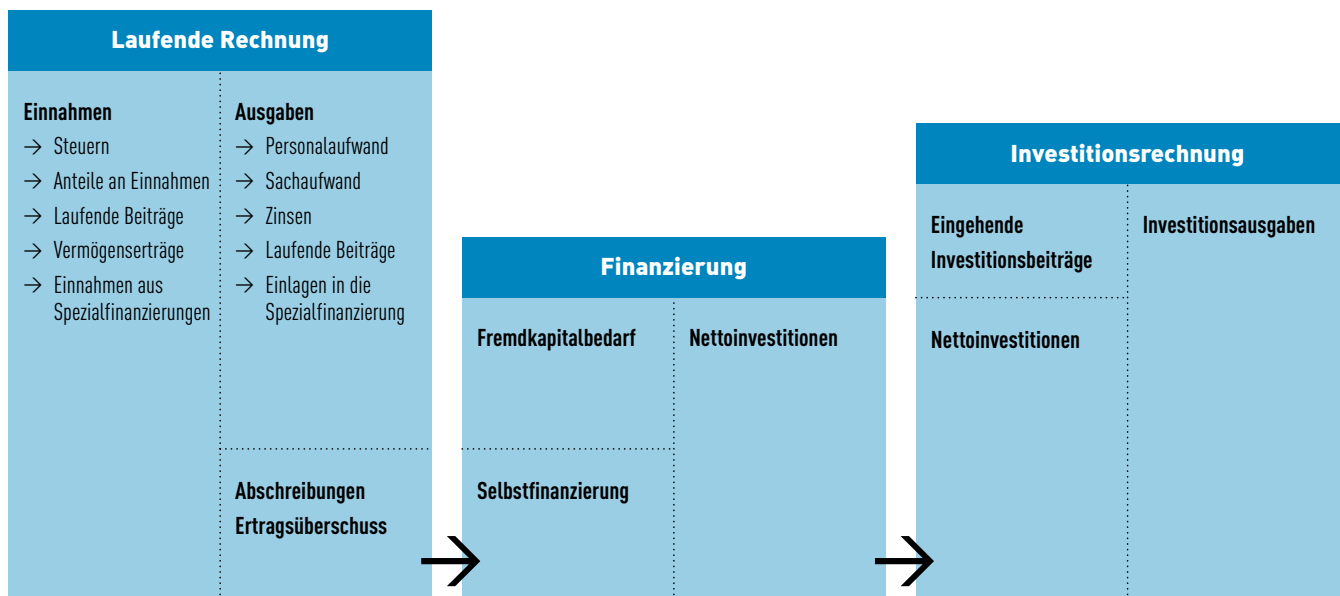 Laufende Rechnung
Einnahmen
→ Steuern
→ Anteile an Einnahmen
→ Laufende Beiträge
→ Vermögenserträge
→ Einnahmen aus
Spezialfinanzierungen
Ausgaben
→ Personalaufwand
→ Sachaufwand
→ Zinsen
→ Laufende Beiträge
→ Einlagen in die
Spezialfinanzierung
Abschreibungen
Ertragsüberschuss
Finanzierung
Fremdkapitalbedarf
Nettoinvestitionen
Selbstfinanzierung
Investitionsrechnung
Eingehende
Investitionsbeiträge
Investitionsausgaben
Nettoinvestitionen